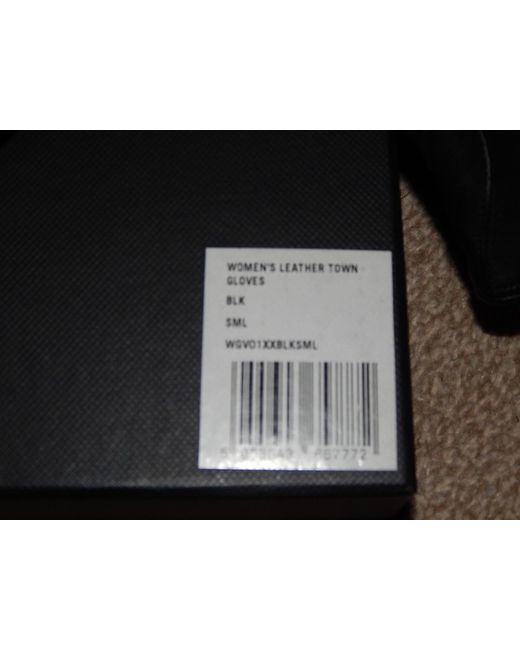 WOMEN'S LEATHER TOWN
GLOVES
BLK
SML
WGV01XXBLKSML